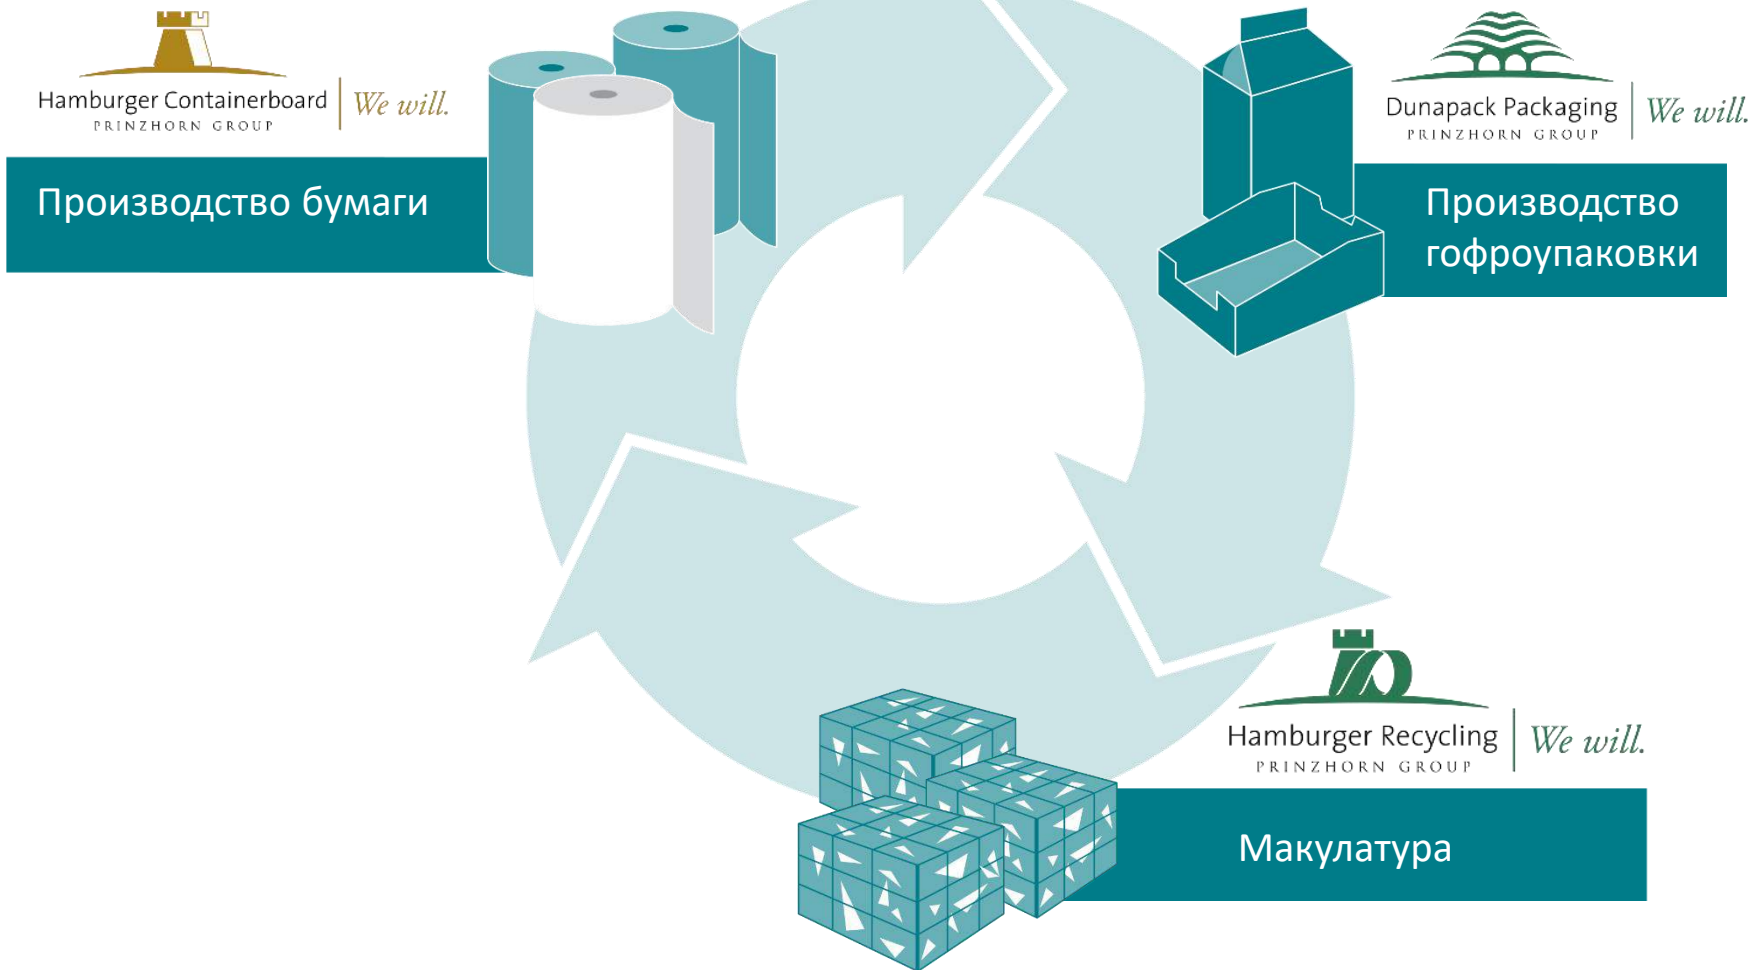 Hamburger Containerboard
PRINZHORN GROUP
We will.
Производство бумаги
Dunapack Packaging
PRINZHORN GROUP
We will.
Производство
гофроупаковки
Hamburger Recycling
PRINZHORN GROUP
We will.
Макулатура